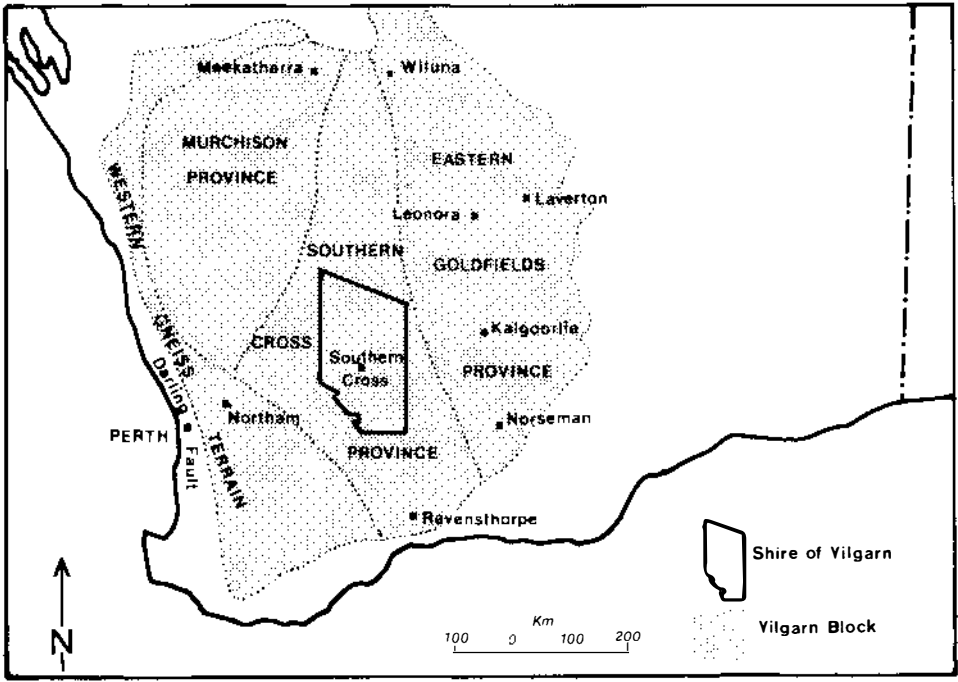 Meekatharra
Wiluna
MURCHISON
PROVINCE
EASTERN
WESTERN
Laverton
Leonora
SOUTHERN
GOLDFIELDS
GNEISS
Kalgoorlie
CROSS
Southern
Cross
Darling
PROVINCE
Northam
Norseman
PERTH
Fault
TERRAIN
PROVINCE
Ravensthorpe
Shire of Yilgarn
Km
100 0 100 200
Yilgarn Block
N